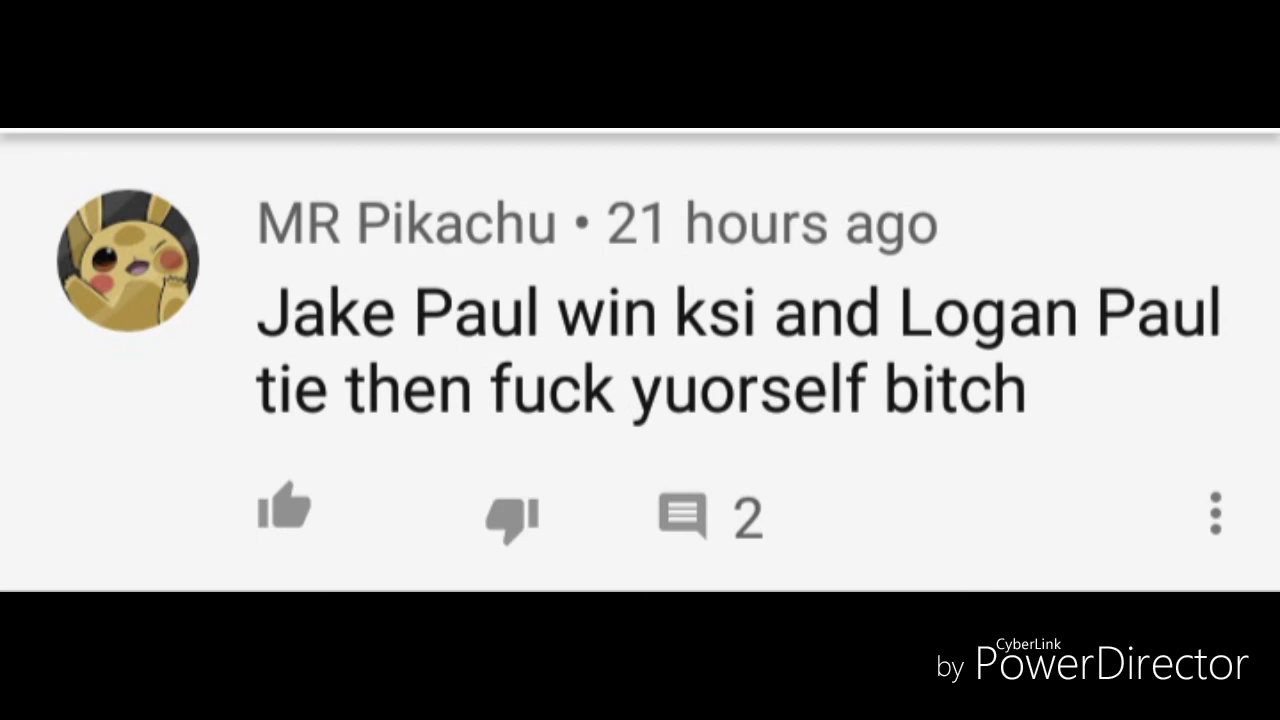 MR Pikachu • 21 hours ago
Jake Paul win ksi and Logan Paul
tie then fuck yuorself bitch
2
CyberLink
by PowerDirector